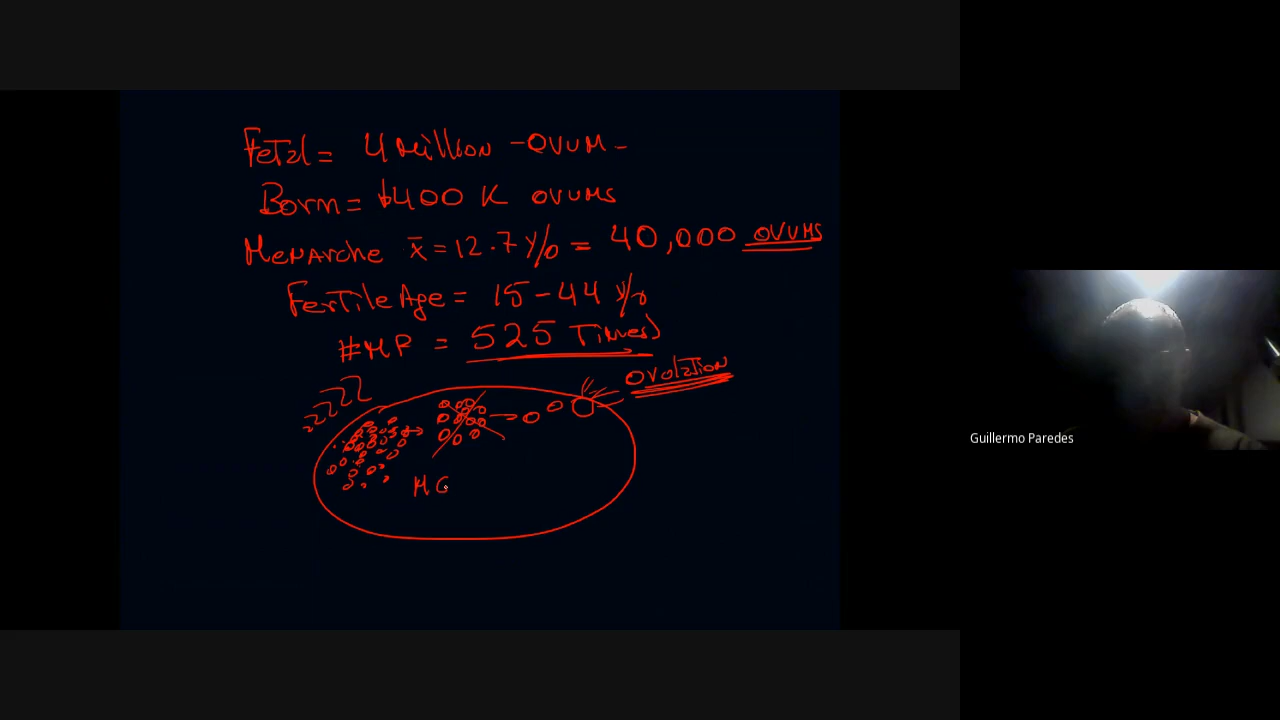 Fetal = 4 Million - OVUM -
Born = 400 K OVUMS
Menarche x̄ = 12.7 y/o = 40,000 OVUMS
Fertile Age = 15 - 44 y/o
#MP = 525 Times
Ovolation
MG
Guillermo Paredes